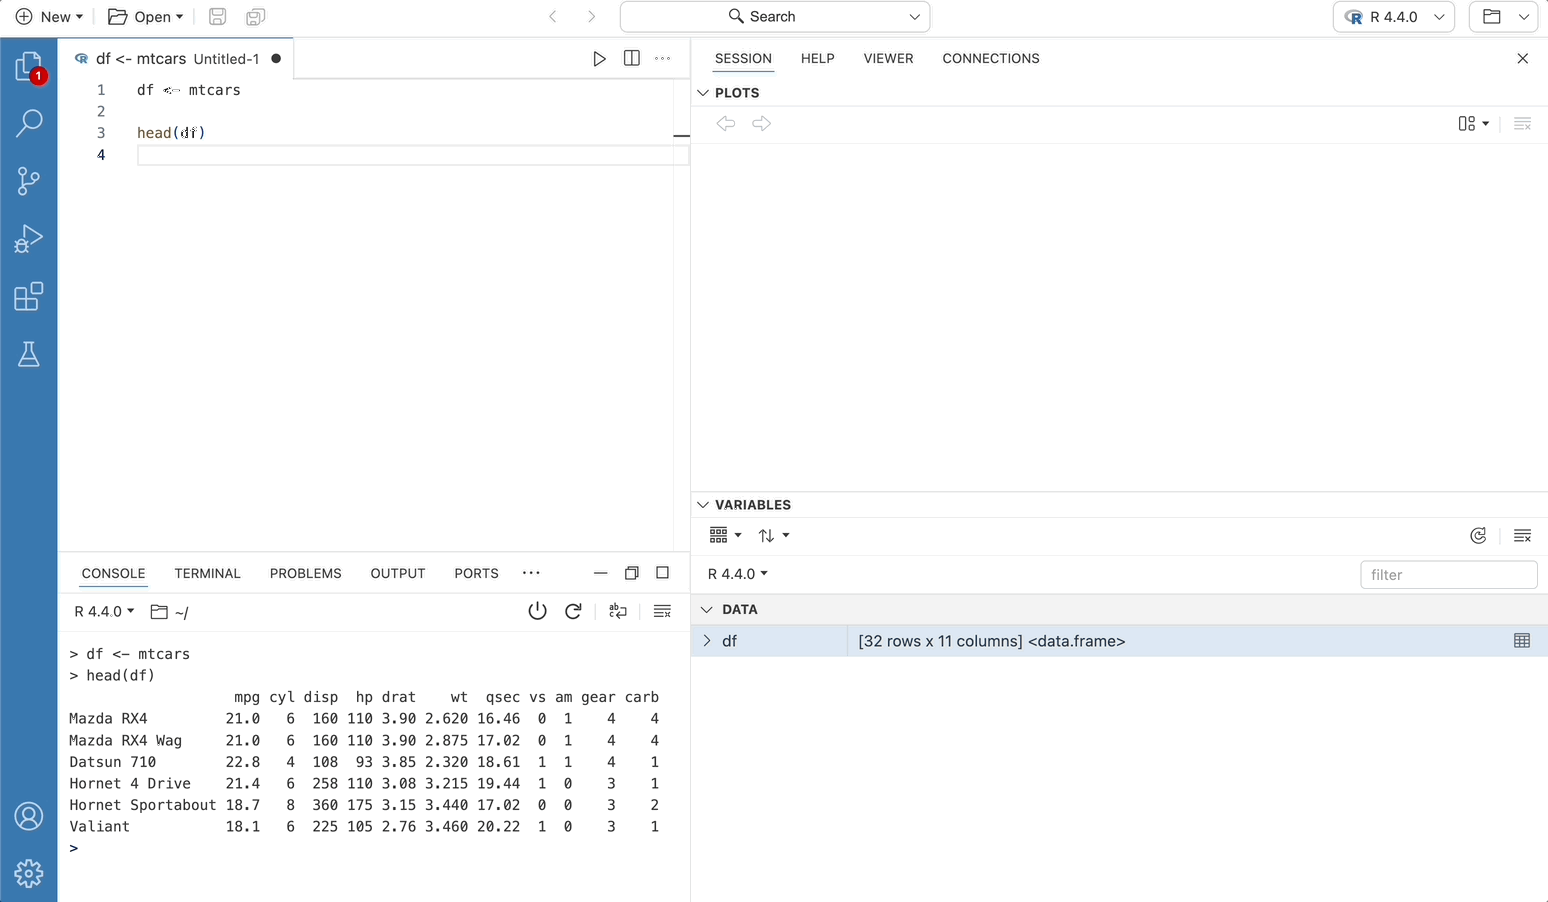 New Open Search R 4.4.0
1
df <- mtcars Untitled-1
1 df <- mtcars
2
3 head(df)
4
SESSION HELP VIEWER CONNECTIONS
PLOTS
VARIABLES
R 4.4.0 filter
DATA
df [32 rows x 11 columns] <data.frame>
CONSOLE TERMINAL PROBLEMS OUTPUT PORTS ...
R 4.4.0 ~/
> df <- mtcars
> head(df)
mpg cyl disp hp drat wt qsec vs am gear carb
Mazda RX4 21.0 6 160 110 3.90 2.620 16.46 0 1 4 4
Mazda RX4 Wag 21.0 6 160 110 3.90 2.875 17.02 0 1 4 4
Datsun 710 22.8 4 108 93 3.85 2.320 18.61 1 1 4 1
Hornet 4 Drive 21.4 6 258 110 3.08 3.215 19.44 1 0 3 1
Hornet Sportabout 18.7 8 360 175 3.15 3.440 17.02 0 0 3 2
Valiant 18.1 6 225 105 2.76 3.460 20.22 1 0 3 1
>